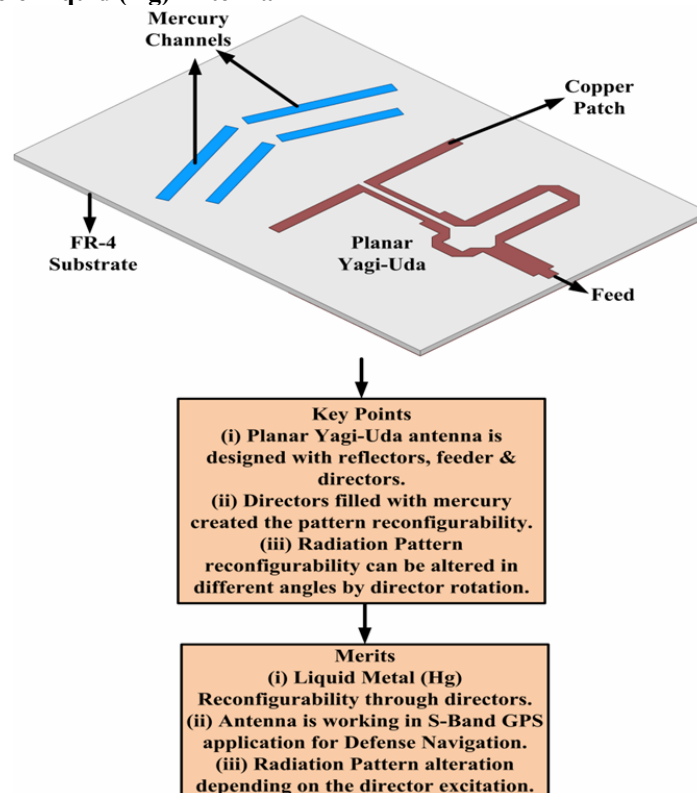 Mercury
Channels
Copper
Patch
FR-4
Substrate
Planar
Yagi-Uda
Feed
Key Points
(i) Planar Yagi-Uda antenna is
designed with reflectors, feeder &
directors.
(ii) Directors filled with mercury
created the pattern reconfigurability.
(iii) Radiation Pattern
reconfigurability can be altered in
different angles by director rotation.
Merits
(i) Liquid Metal (Hg)
Reconfigurability through directors.
(ii) Antenna is working in S-Band GPS
application for Defense Navigation.
(iii) Radiation Pattern alteration
depending on the director excitation.